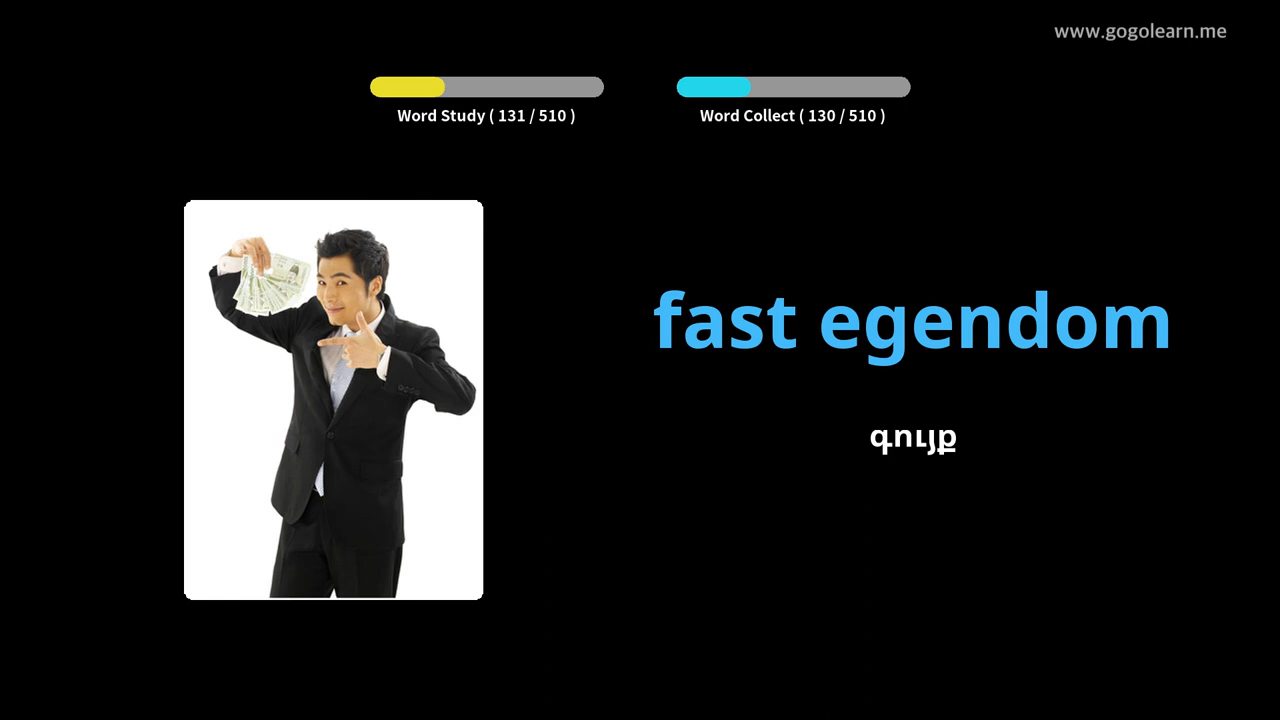 www.gogolearn.me
Word Study ( 131 / 510 )
Word Collect ( 130 / 510 )
fast egendom
գույք